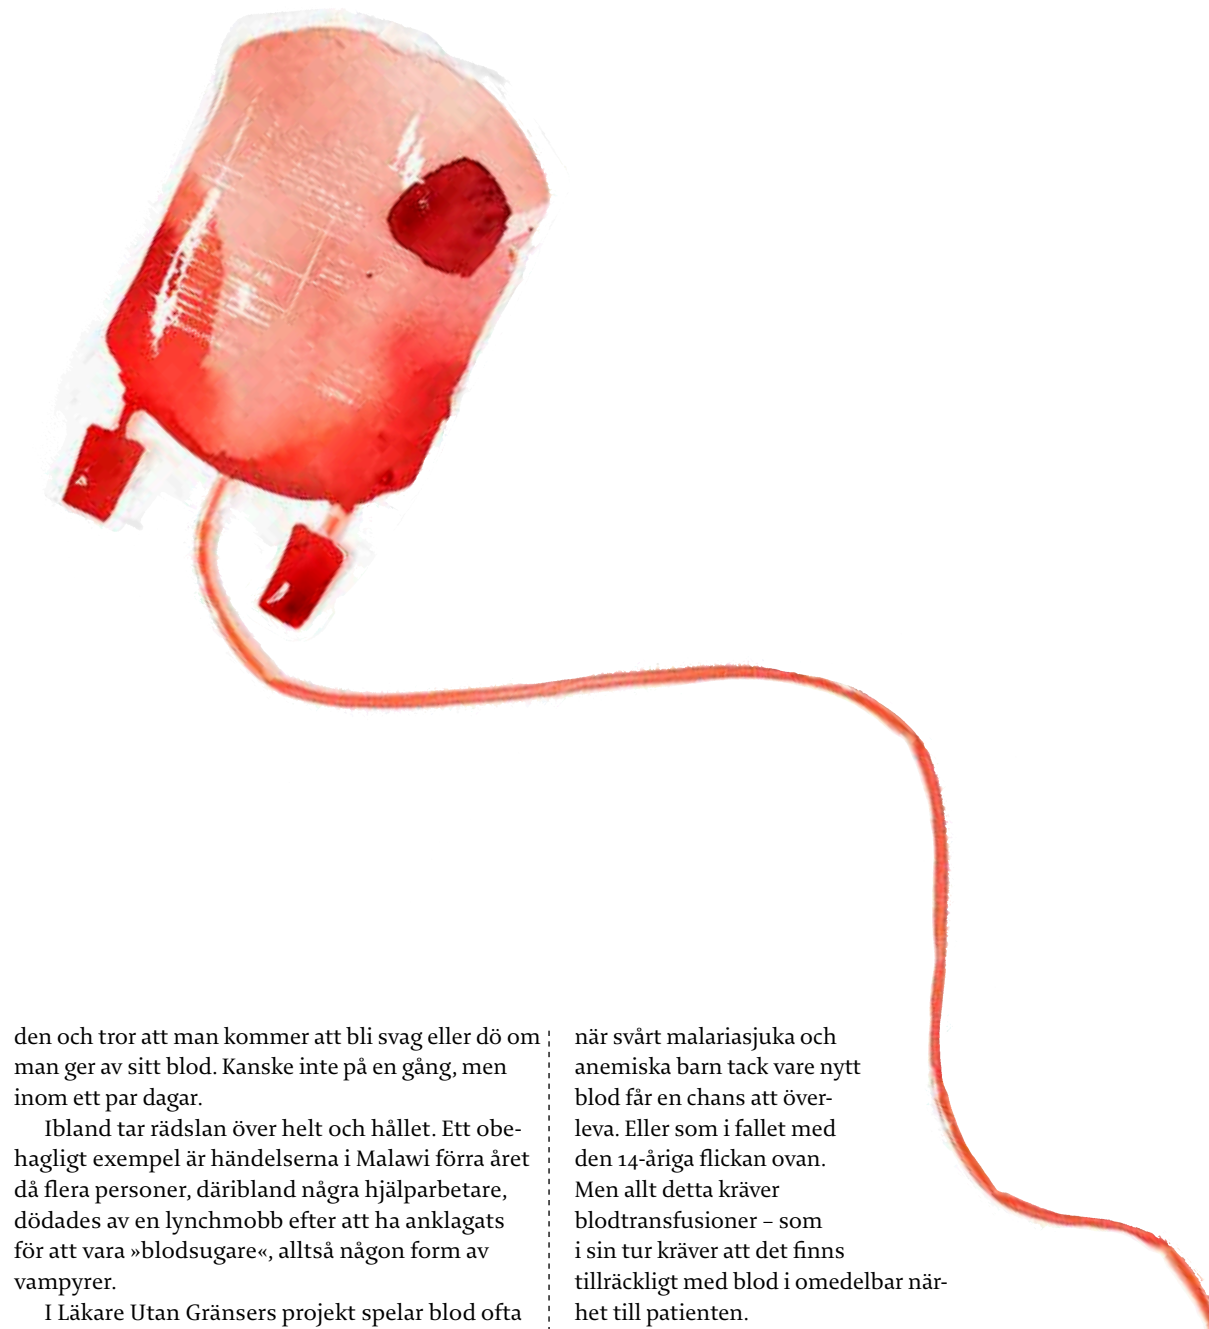 den och tror att man kommer att bli svag eller dö om
man ger av sitt blod. Kanske inte på en gång, men
inom ett par dagar.
Ibland tar rädslan över helt och hållet. Ett obe-
hagligt exempel är händelserna i Malawi förra året
då flera personer, däribland några hjälparbetare,
dödades av en lynchmobb efter att ha anklagats
för att vara »blodsugare«, alltså någon form av
vampyrer.
I Läkare Utan Gränsers projekt spelar blod ofta
när svårt malariasjuka och
anemiska barn tack vare nytt
blod får en chans att över-
leva. Eller som i fallet med
den 14-åriga flickan ovan.
Men allt detta kräver
blodtransfusioner – som
i sin tur kräver att det finns
tillräckligt med blod i omedelbar när-
het till patienten.